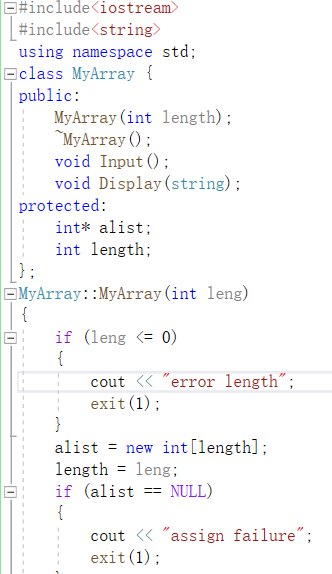 #include<iostream>
#include<string>
using namespace std;
class MyArray {
public:
    MyArray(int length);
    ~MyArray();
    void Input();
    void Display(string);
protected:
    int* alist;
    int length;
};
MyArray::MyArray(int leng)
{
    if (leng <= 0)
    {
        cout << "error length";
        exit(1);
    }
    alist = new int[length];
    length = leng;
    if (alist == NULL)
    {
        cout << "assign failure";
        exit(1);